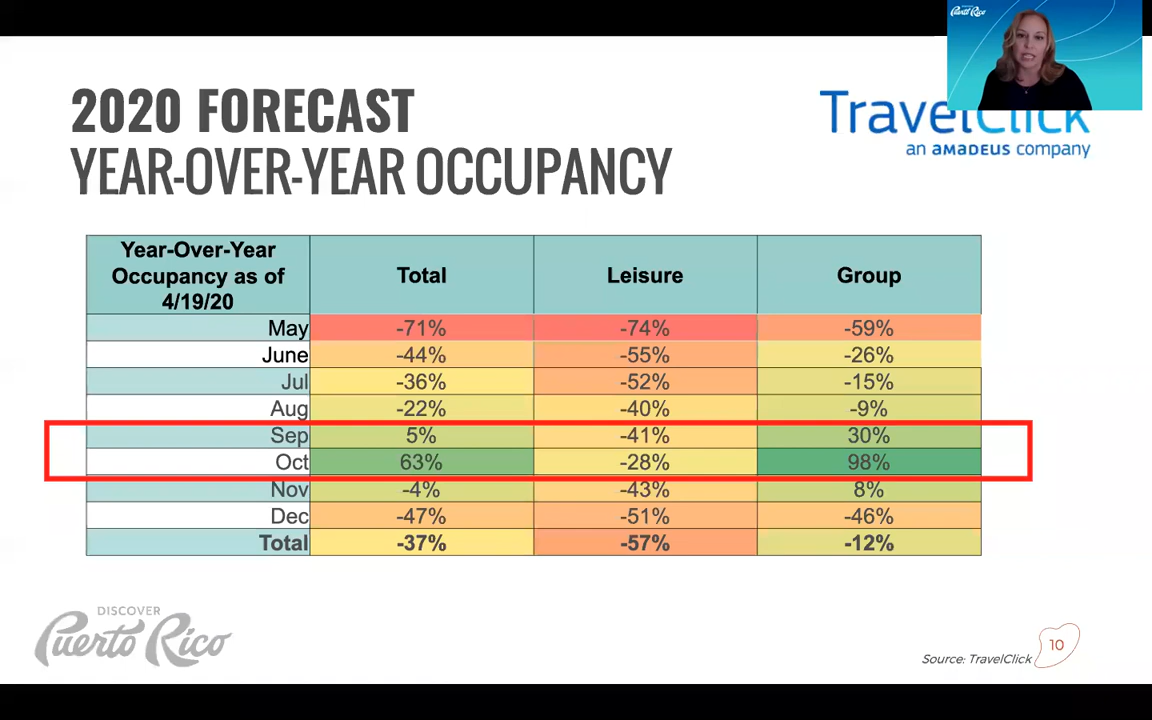 Puerto Rico
2020 FORECAST
YEAR-OVER-YEAR OCCUPANCY
TravelClick
an amadeus company
Year-Over-Year Occupancy as of 4/19/20 Total Leisure Group
May -71% -74% -59%
June -44% -55% -26%
Jul -36% -52% -15%
Aug -22% -40% -9%
Sep 5% -41% 30%
Oct 63% -28% 98%
Nov -4% -43% 8%
Dec -47% -51% -46%
Total -37% -57% -12%
DISCOVER
Puerto Rico
Source: TravelClick
10